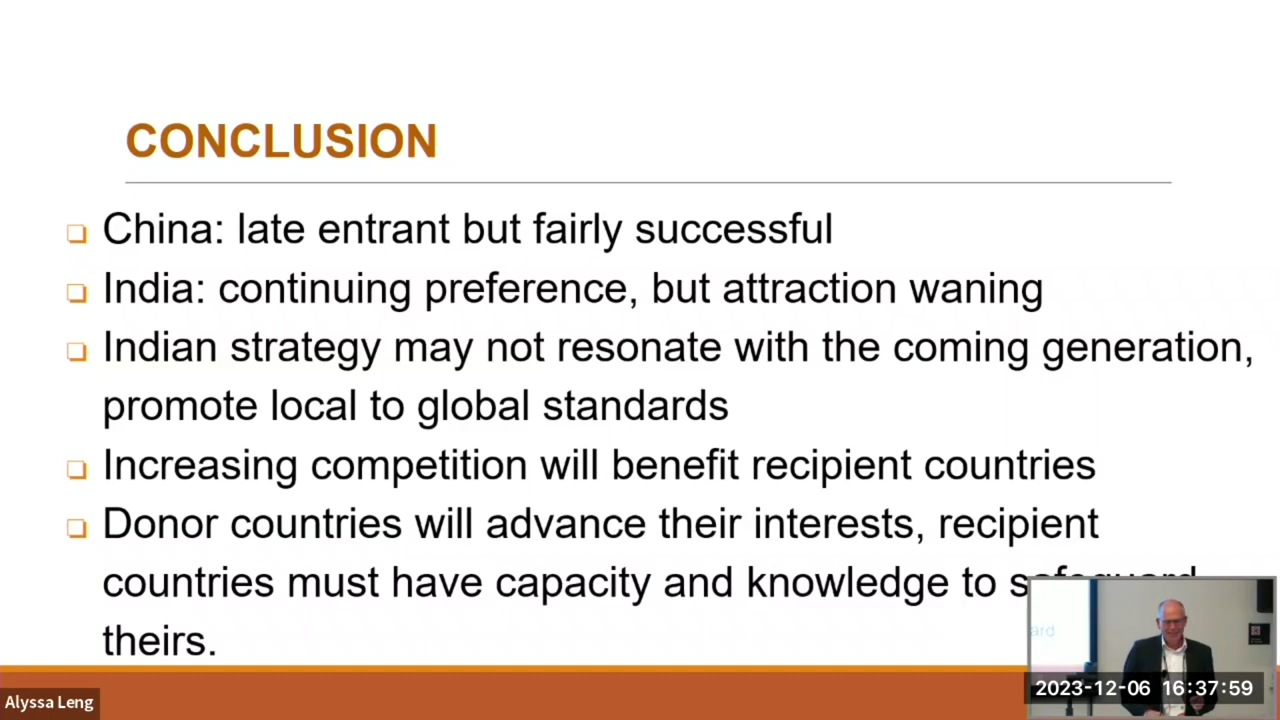 CONCLUSION
China: late entrant but fairly successful
India: continuing preference, but attraction waning
Indian strategy may not resonate with the coming generation,
promote local to global standards
Increasing competition will benefit recipient countries
Donor countries will advance their interests, recipient
countries must have capacity and knowledge to safeguard
theirs.
ard
2023-12-06 16:37:59
Alyssa Leng